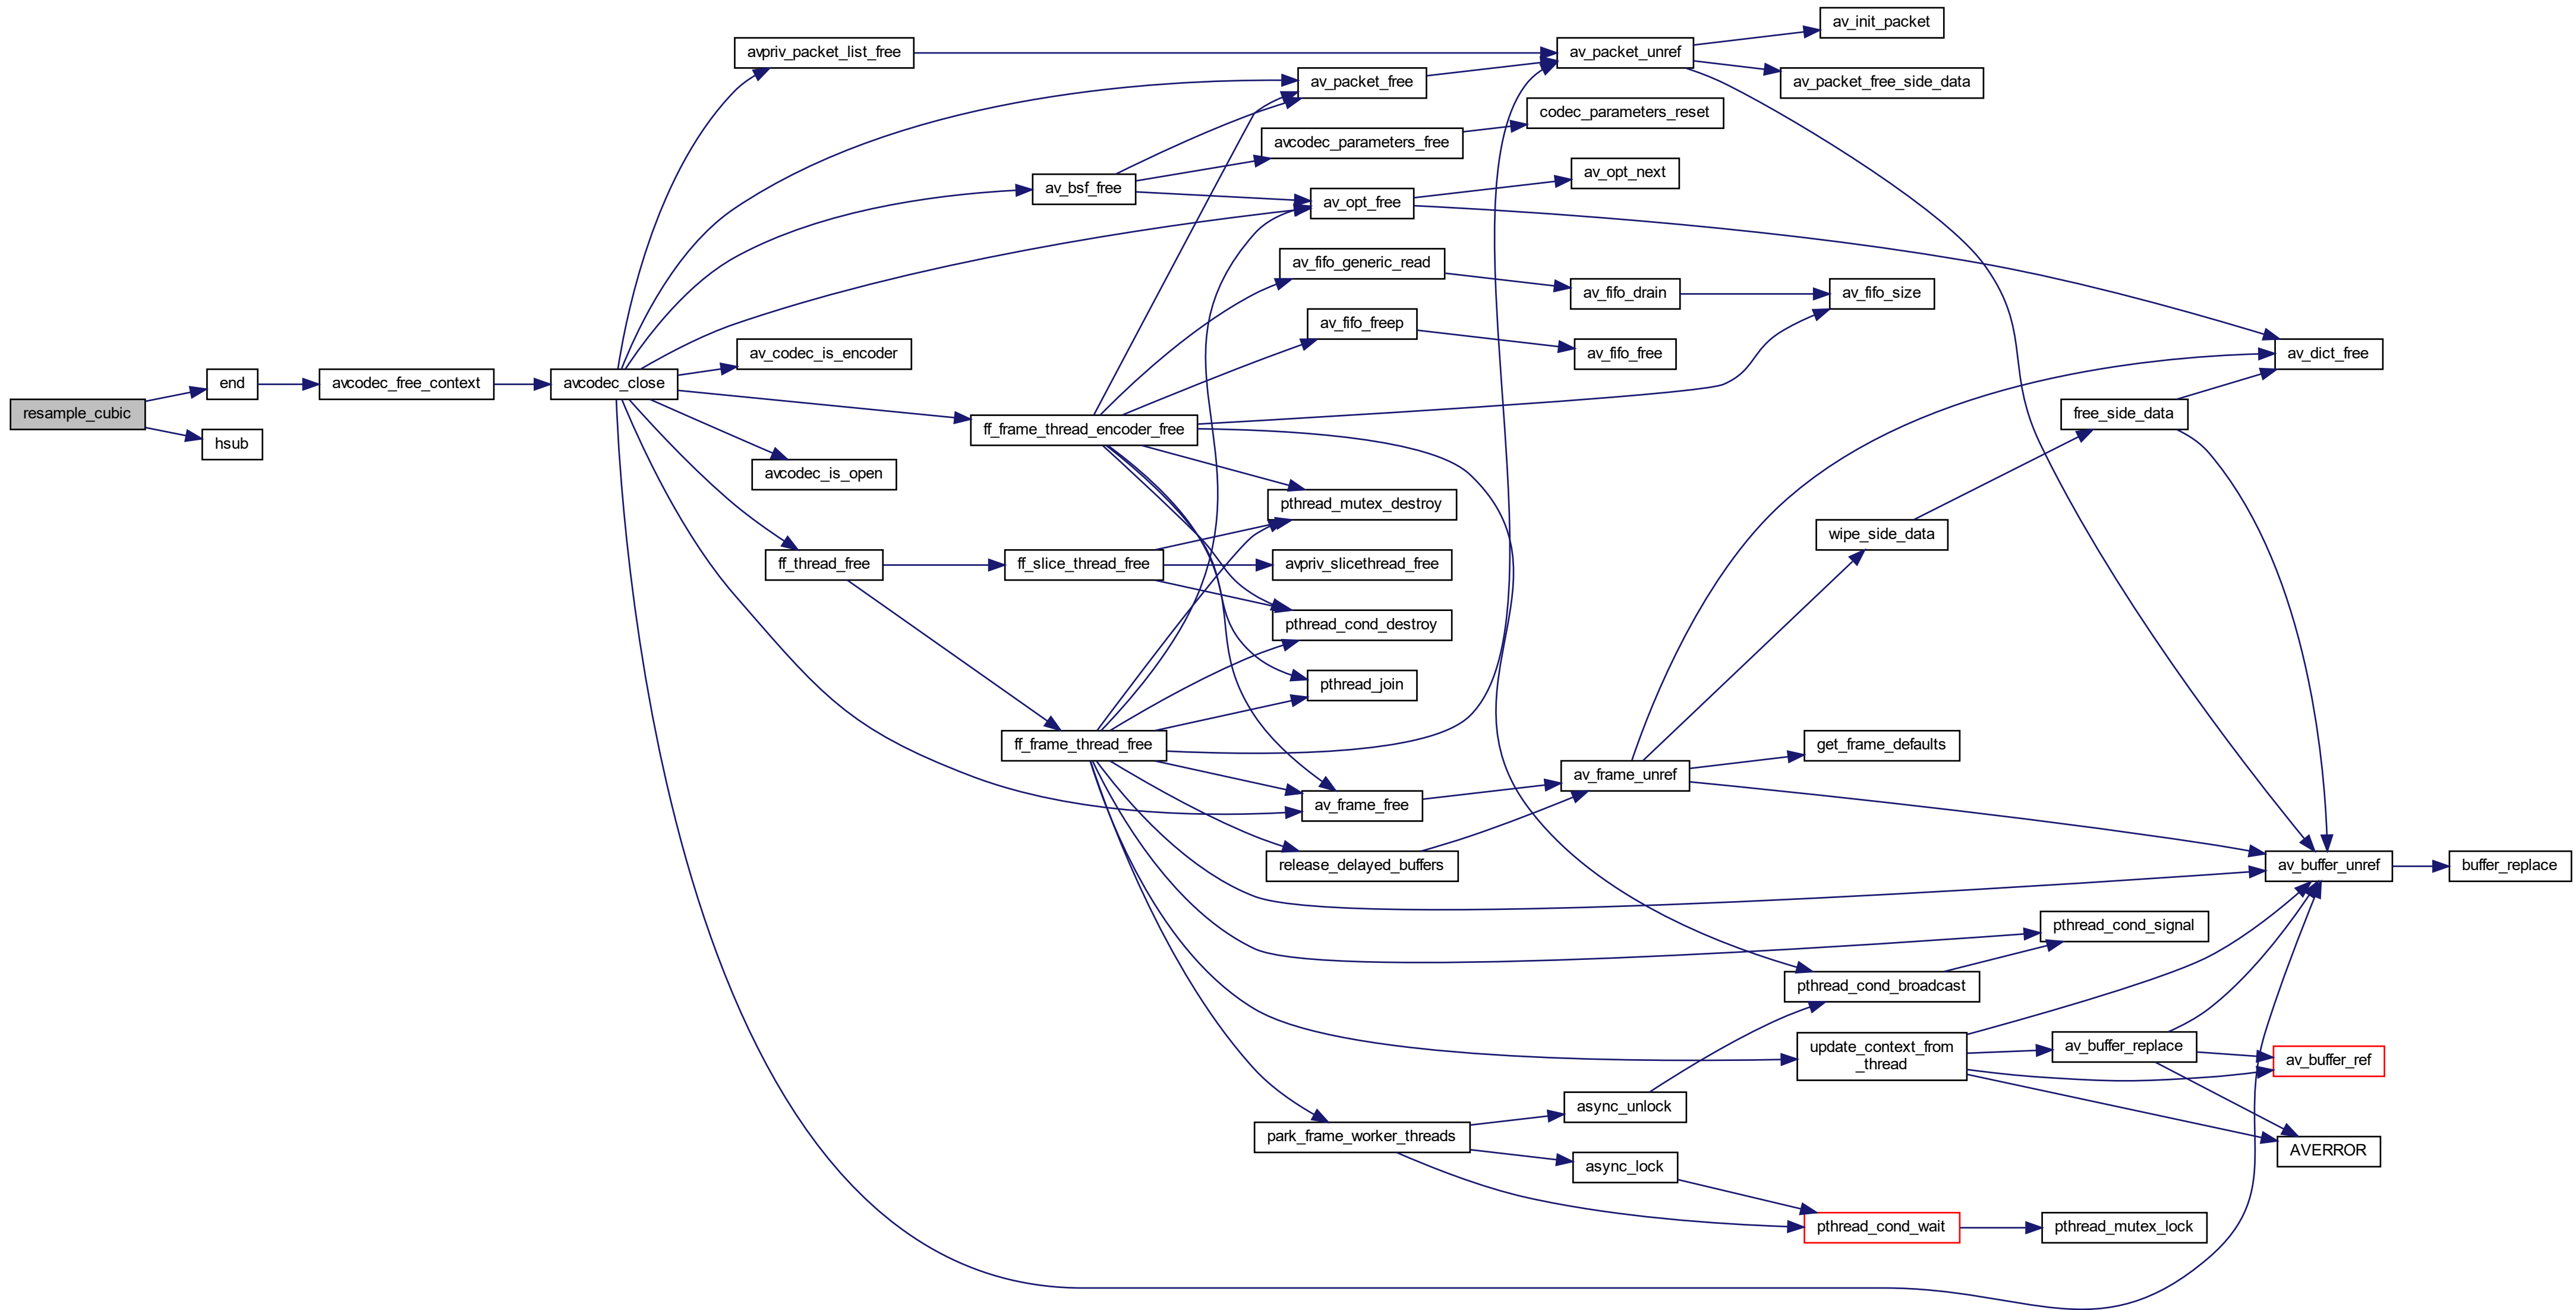 resample_cubic
end
hsub
avcodec_free_context
avcodec_close
avpriv_packet_list_free
av_codec_is_encoder
avcodec_is_open
ff_thread_free
av_bsf_free
ff_frame_thread_encoder_free
ff_slice_thread_free
ff_frame_thread_free
av_packet_free
avcodec_parameters_free
av_opt_free
av_fifo_generic_read
av_fifo_freep
pthread_mutex_destroy
avpriv_slicethread_free
pthread_cond_destroy
pthread_join
av_frame_free
release_delayed_buffers
park_frame_worker_threads
av_packet_unref
codec_parameters_reset
av_opt_next
av_fifo_drain
av_fifo_free
av_frame_unref
async_unlock
async_lock
av_init_packet
av_packet_free_side_data
av_fifo_size
wipe_side_data
get_frame_defaults
pthread_cond_broadcast
update_context_from
_thread
pthread_cond_wait
free_side_data
pthread_cond_signal
av_buffer_replace
pthread_mutex_lock
av_dict_free
av_buffer_unref
av_buffer_ref
AVERROR
buffer_replace